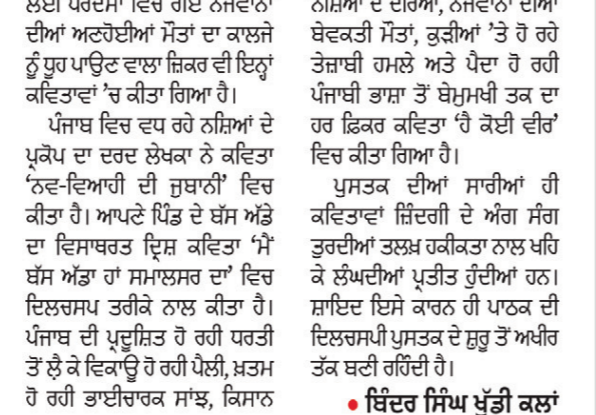 ਲਈ ਪਰਦੇਸਾਂ ਵਿਚ ਗਏ ਨੌਜਵਾਨਾਂ
ਦੀਆਂ ਅਣਹੋਈਆਂ ਮੌਤਾਂ ਦਾ ਕਾਲਜੇ
ਨੂੰ ਧੂਹ ਪਾਉਣ ਵਾਲਾ ਜ਼ਿਕਰ ਵੀ ਇਨ੍ਹਾਂ
ਕਵਿਤਾਵਾਂ ’ਚ ਕੀਤਾ ਗਿਆ ਹੈ।
ਪੰਜਾਬ ਵਿਚ ਵਧ ਰਹੇ ਨਸ਼ਿਆਂ ਦੇ
ਪ੍ਰਕੋਪ ਦਾ ਦਰਦ ਲੇਖਕਾ ਨੇ ਕਵਿਤਾ
‘ਨਵ-ਵਿਆਹੀ ਦੀ ਜੁਬਾਨੀ’ ਵਿਚ
ਕੀਤਾ ਹੈ। ਆਪਣੇ ਪਿੰਡ ਦੇ ਬੱਸ ਅੱਡੇ
ਦਾ ਵਿਸਾਥਰਤ ਦ੍ਰਿਸ਼ ਕਵਿਤਾ ‘ਮੈਂ
ਬੱਸ ਅੱਡਾ ਹਾਂ ਸਮਾਲਸਰ ਦਾ’ ਵਿਚ
ਦਿਲਚਸਪ ਤਰੀਕੇ ਨਾਲ ਕੀਤਾ ਹੈ।
ਪੰਜਾਬ ਦੀ ਪ੍ਰਦੂਸ਼ਿਤ ਹੋ ਰਹੀ ਧਰਤੀ
ਤੋਂ ਲੈ ਕੇ ਵਿਕਾਊ ਹੋ ਰਹੀ ਪੈਲੀ, ਖ਼ਤਮ
ਹੋ ਰਹੀ ਭਾਈਚਾਰਕ ਸਾਂਝ, ਕਿਸਾਨ
ਨਸ਼ਿਆਂ ਦੇ ਦਰਿਆ, ਨੌਜਵਾਨਾਂ ਦੀਆਂ
ਬੇਵਕਤੀ ਮੌਤਾਂ, ਕੁੜੀਆਂ ’ਤੇ ਹੋ ਰਹੇ
ਤੇਜ਼ਾਬੀ ਹਮਲੇ ਅਤੇ ਪੈਦਾ ਹੋ ਰਹੀ
ਪੰਜਾਬੀ ਭਾਸ਼ਾ ਤੋਂ ਬੇਮੁਮਖੀ ਤਕ ਦਾ
ਹਰ ਫ਼ਿਕਰ ਕਵਿਤਾ ‘ਹੈ ਕੋਈ ਵੀਰ’
ਵਿਚ ਕੀਤਾ ਗਿਆ ਹੈ।
ਪੁਸਤਕ ਦੀਆਂ ਸਾਰੀਆਂ ਹੀ
ਕਵਿਤਾਵਾਂ ਜ਼ਿੰਦਗੀ ਦੇ ਅੰਗ ਸੰਗ
ਤੁਰਦੀਆਂ ਤਲਖ਼ ਹਕੀਕਤਾ ਨਾਲ ਖਹਿ
ਕੇ ਲੰਘਦੀਆਂ ਪ੍ਰਤੀਤ ਹੁੰਦੀਆਂ ਹਨ।
ਸ਼ਾਇਦ ਇਸੇ ਕਾਰਨ ਹੀ ਪਾਠਕ ਦੀ
ਦਿਲਚਸਪੀ ਪੁਸਤਕ ਦੇ ਸ਼ੁਰੂ ਤੋਂ ਅਖੀਰ
ਤੱਕ ਬਣੀ ਰਹਿੰਦੀ ਹੈ।
• ਬਿੰਦਰ ਸਿੰਘ ਖੁੱਡੀ ਕਲਾਂ